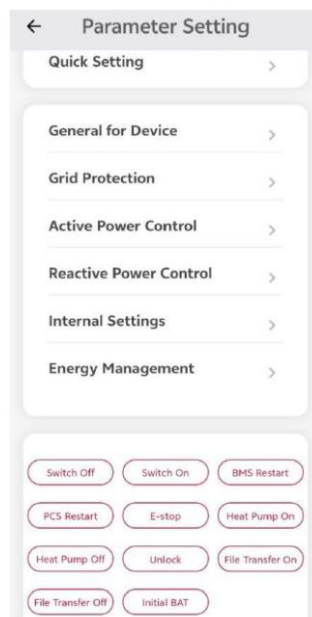 Parameter Setting
Quick Setting
General for Device
Grid Protection
Active Power Control
Reactive Power Control
Internal Settings
Energy Management
Switch Off Switch On BMS Restart
PCS Restart E-stop Heat Pump On
Heat Pump Off Unlock File Transfer On
File Transfer Off Initial BAT